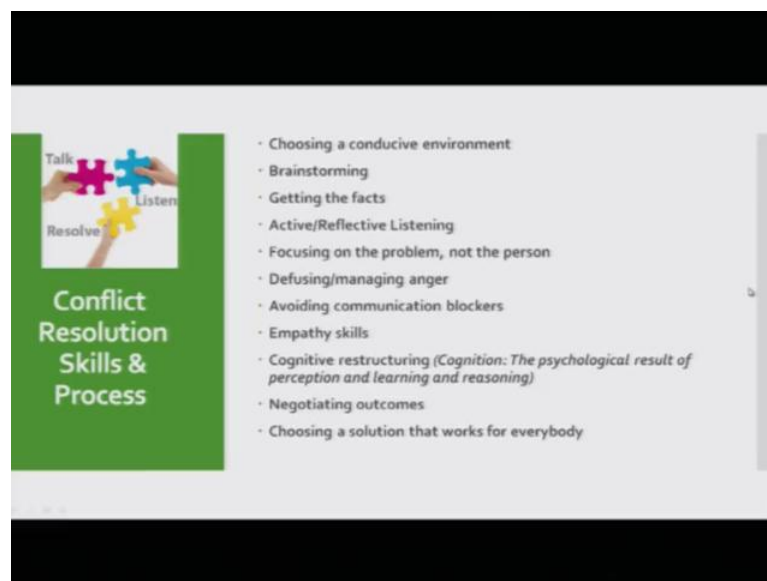 Talk
Listen
Resolve
Conflict
Resolution
Skills &
Process
· Choosing a conducive environment
· Brainstorming
· Getting the facts
· Active/Reflective Listening
· Focusing on the problem, not the person
· Defusing/managing anger
· Avoiding communication blockers
· Empathy skills
· Cognitive restructuring (Cognition: The psychological result of
perception and learning and reasoning)
· Negotiating outcomes
· Choosing a solution that works for everybody